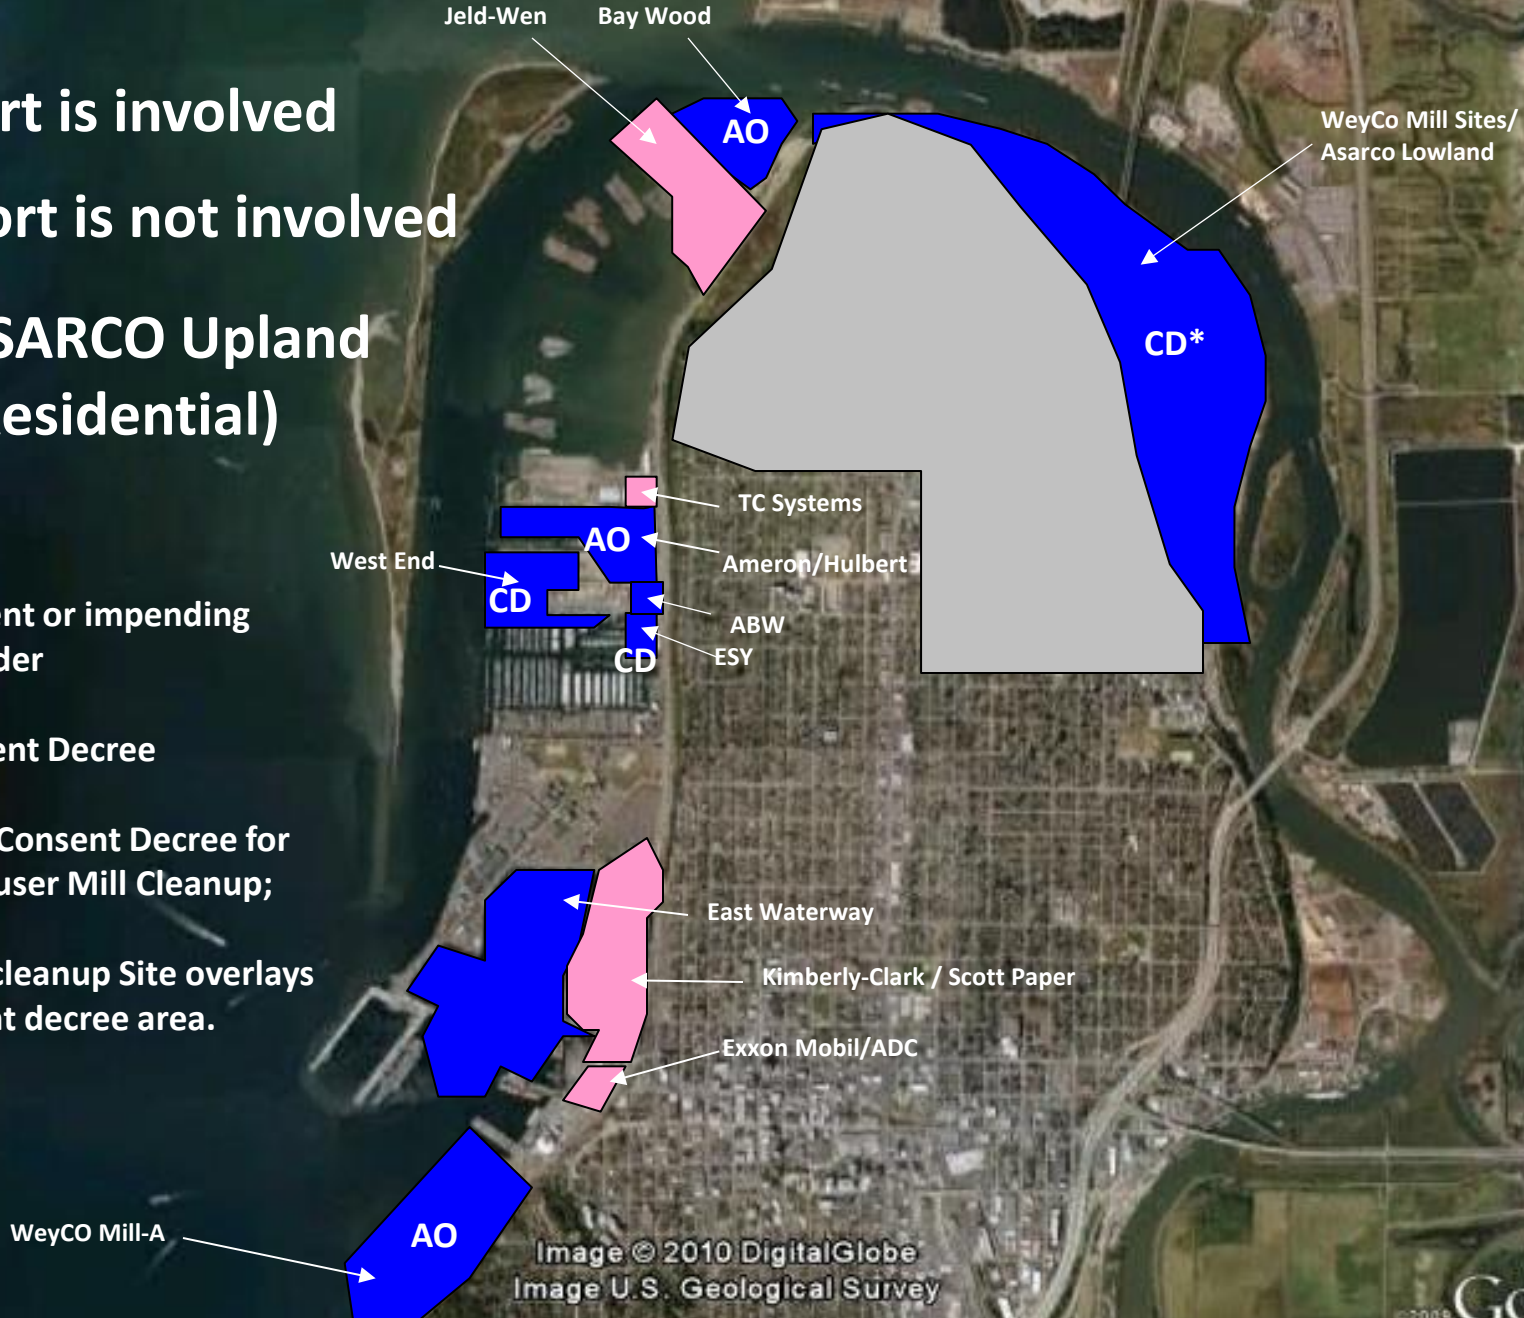 Jeld-Wen
Bay Wood
rt is involved
AO
WeyCo Mill Sites/
Asarco Lowland
ort is not involved
SARCO Upland
CD*
esidential)
TC Systems
AO
West End
Ameron/Hulbert
CD
ent or impending
ABW
der
CD
ESY
ent Decree
Consent Decree for
user Mill Cleanup;
East Waterway
cleanup Site overlays
Kimberly-Clark / Scott Paper
nt decree area.
Exxon Mobil/ADC
WeyCO Mill-A
AO
Image © 2010 DigitalGlobe
Image U.S. Geological Survey
©2009
Go